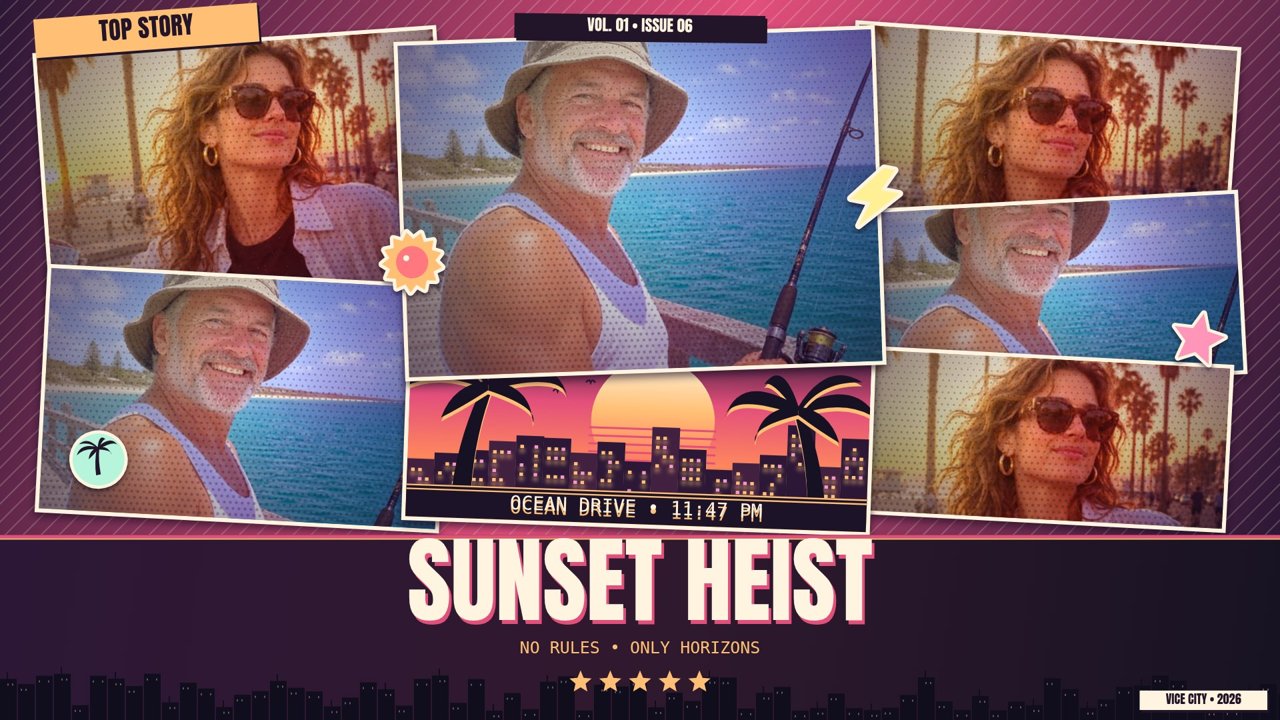 TOP STORY
VOL. 01 • ISSUE 06
OCEAN DRIVE • 11:47 PM
SUNSET HEIST
NO RULES • ONLY HORIZONS
VICE CITY • 2026